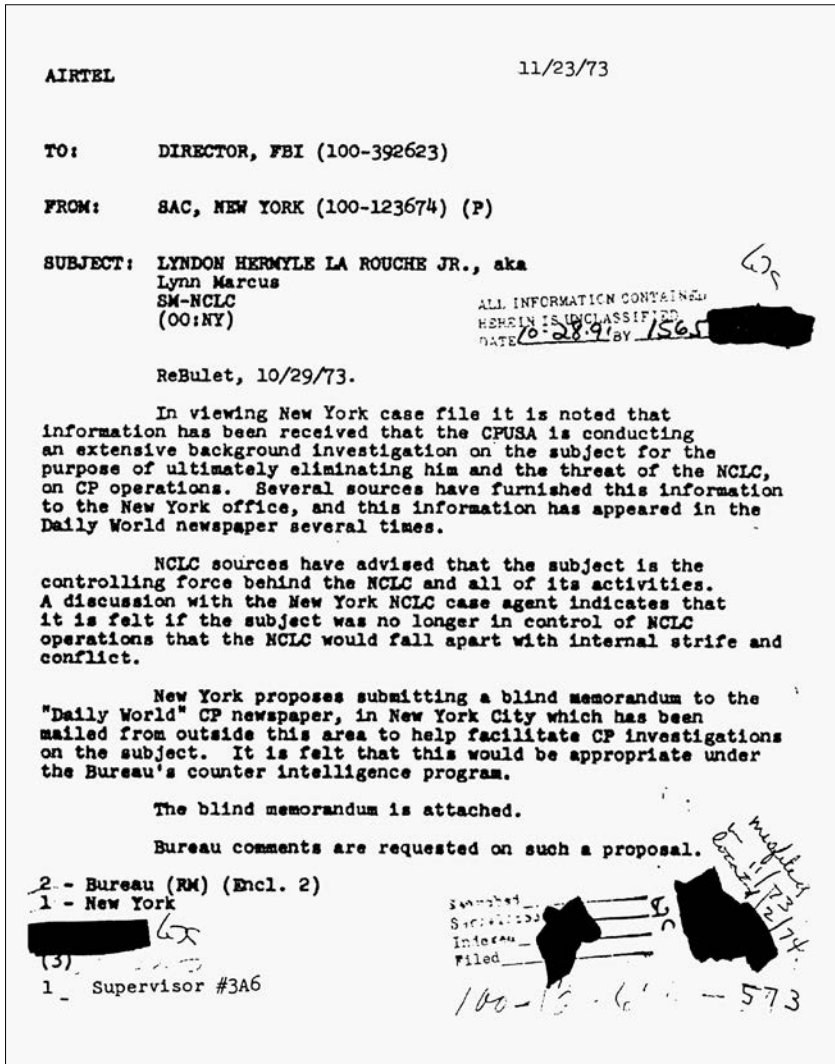 AIRTEL
11/23/73
TO: DIRECTOR, FBI (100-392623)
FROM: SAC, NEW YORK (100-123674) (P)
SUBJECT: LYNDON HERMYLE LA ROUCHE JR., aka
Lynn Marcus
SM-NCLC
(OO:NY)
ALL INFORMATION CONTAINED
HEREIN IS UNCLASSIFIED
DATE 10-28-91 BY 1565
ReBulet, 10/29/73.
In viewing New York case file it is noted that
information has been received that the CPUSA is conducting
an extensive background investigation on the subject for the
purpose of ultimately eliminating him and the threat of the NCLC,
on CP operations. Several sources have furnished this information
to the New York office, and this information has appeared in the
Daily World newspaper several times.
NCLC sources have advised that the subject is the
controlling force behind the NCLC and all of its activities.
A discussion with the New York NCLC case agent indicates that
it is felt if the subject was no longer in control of NCLC
operations that the NCLC would fall apart with internal strife and
conflict.
New York proposes submitting a blind memorandum to the
"Daily World" CP newspaper, in New York City which has been
mailed from outside this area to help facilitate CP investigations
on the subject. It is felt that this would be appropriate under
the Bureau's counter intelligence program.
The blind memorandum is attached.
Bureau comments are requested on such a proposal.
misfiled
11/73
located
2/74
2 - Bureau (RM) (Encl. 2)
1 - New York
(3)
1 Supervisor #3A6
Searched
Serialized
Indexed
Filed
573